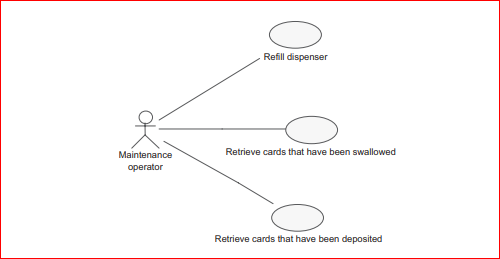 Refill dispenser
Retrieve cards that have been swallowed
Maintenance
operator
Retrieve cards that have been deposited